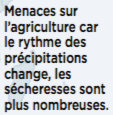 Menaces sur
l'agriculture car
le rythme des
précipitations
change, les
sécheresses sont
plus nombreuses.